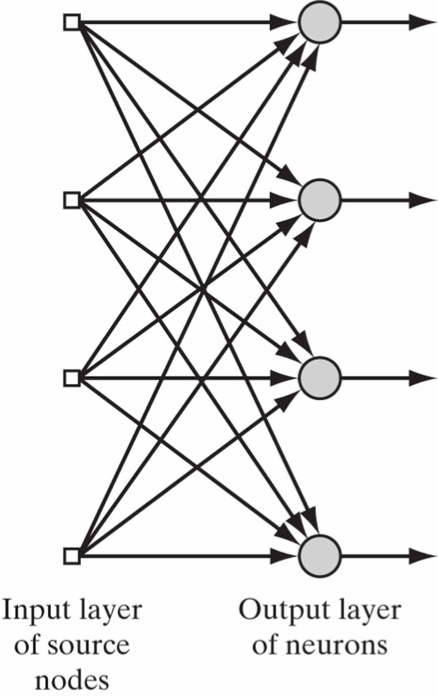 Input layer
of source
nodes
Output layer
of neurons